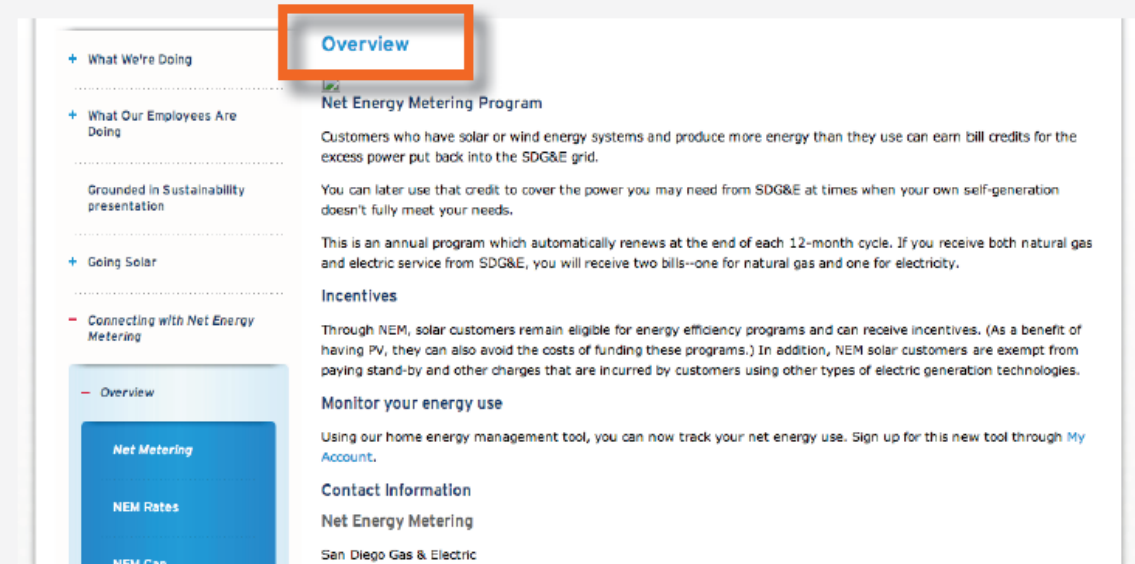 + What We're Doing
+ What Our Employees Are
Doing
Grounded in Sustainability
presentation
+ Going Solar
− Connecting with Net Energy
Metering
− Overview
Net Metering
NEM Rates
NEM Cap
Overview
Net Energy Metering Program
Customers who have solar or wind energy systems and produce more energy than they use can earn bill credits for the
excess power put back into the SDG&E grid.
You can later use that credit to cover the power you may need from SDG&E at times when your own self-generation
doesn't fully meet your needs.
This is an annual program which automatically renews at the end of each 12-month cycle. If you receive both natural gas
and electric service from SDG&E, you will receive two bills--one for natural gas and one for electricity.
Incentives
Through NEM, solar customers remain eligible for energy efficiency programs and can receive incentives. (As a benefit of
having PV, they can also avoid the costs of funding these programs.) In addition, NEM solar customers are exempt from
paying stand-by and other charges that are incurred by customers using other types of electric generation technologies.
Monitor your energy use
Using our home energy management tool, you can now track your net energy use. Sign up for this new tool through My
Account.
Contact Information
Net Energy Metering
San Diego Gas & Electric